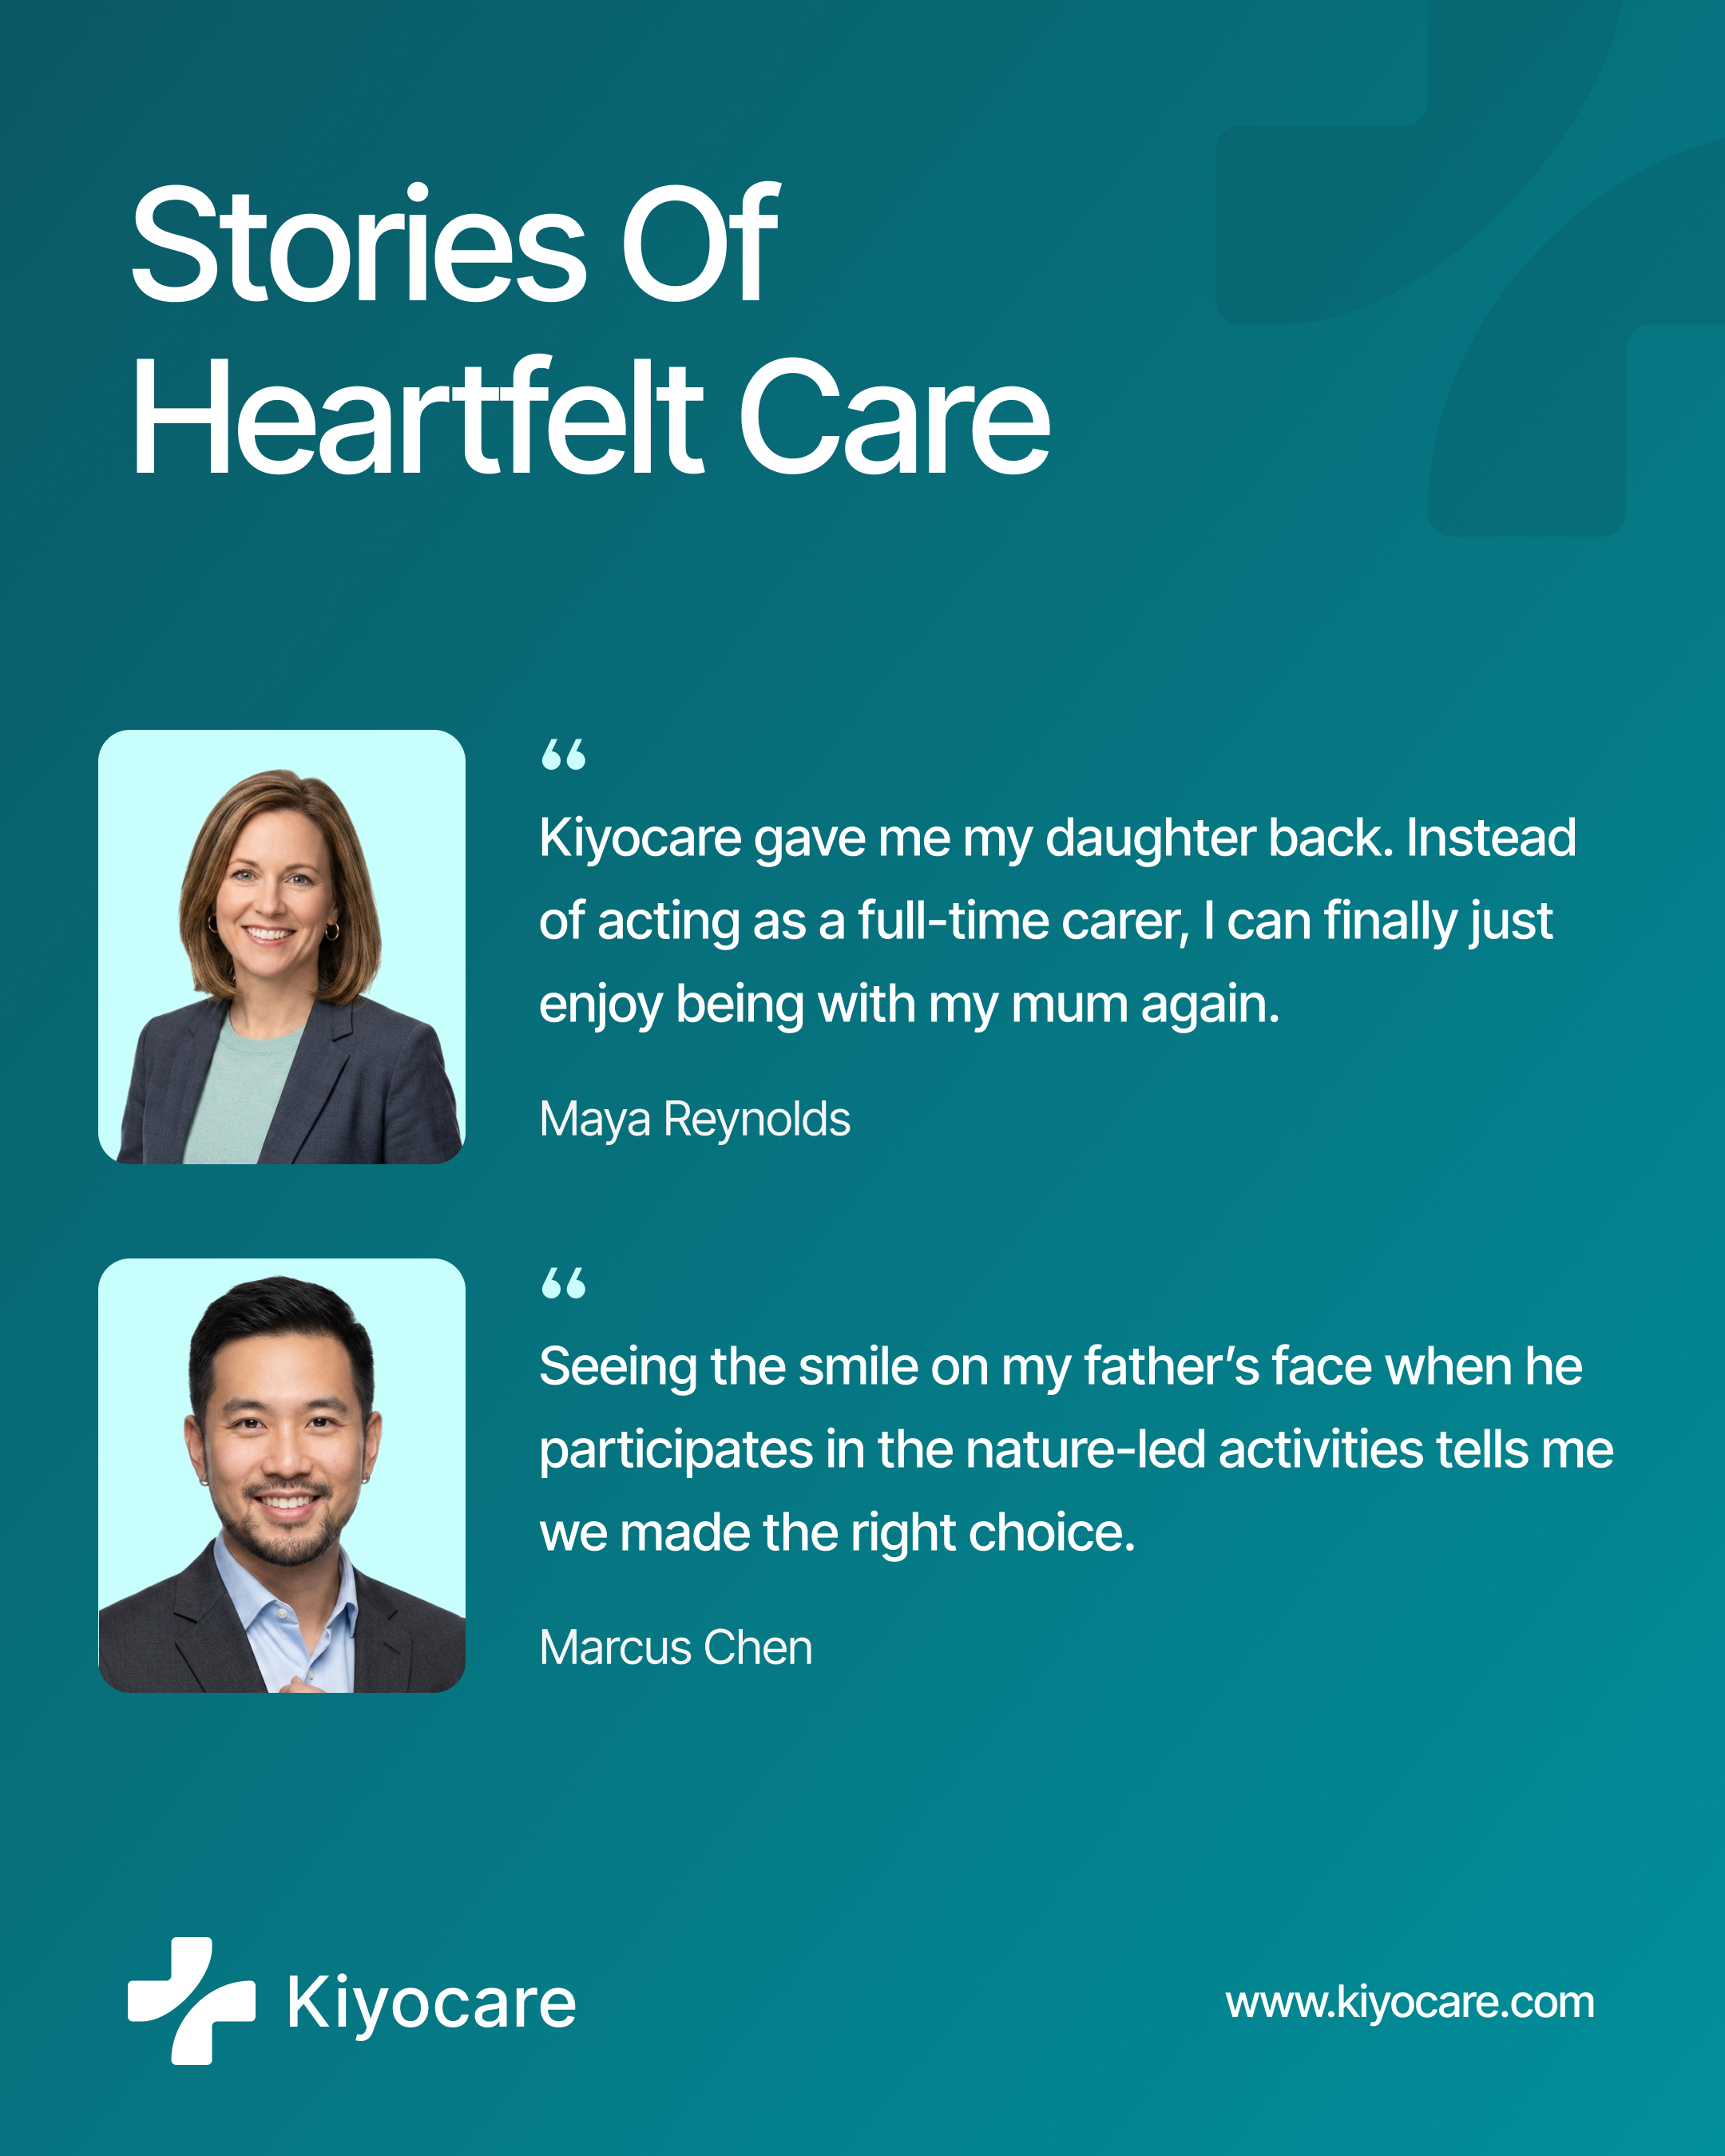 Stories Of
Heartfelt Care
“
Kiyocare gave me my daughter back. Instead
of acting as a full-time carer, I can finally just
enjoy being with my mum again.
Maya Reynolds
“
Seeing the smile on my father’s face when he
participates in the nature-led activities tells me
we made the right choice.
Marcus Chen
Kiyocare
www.kiyocare.com